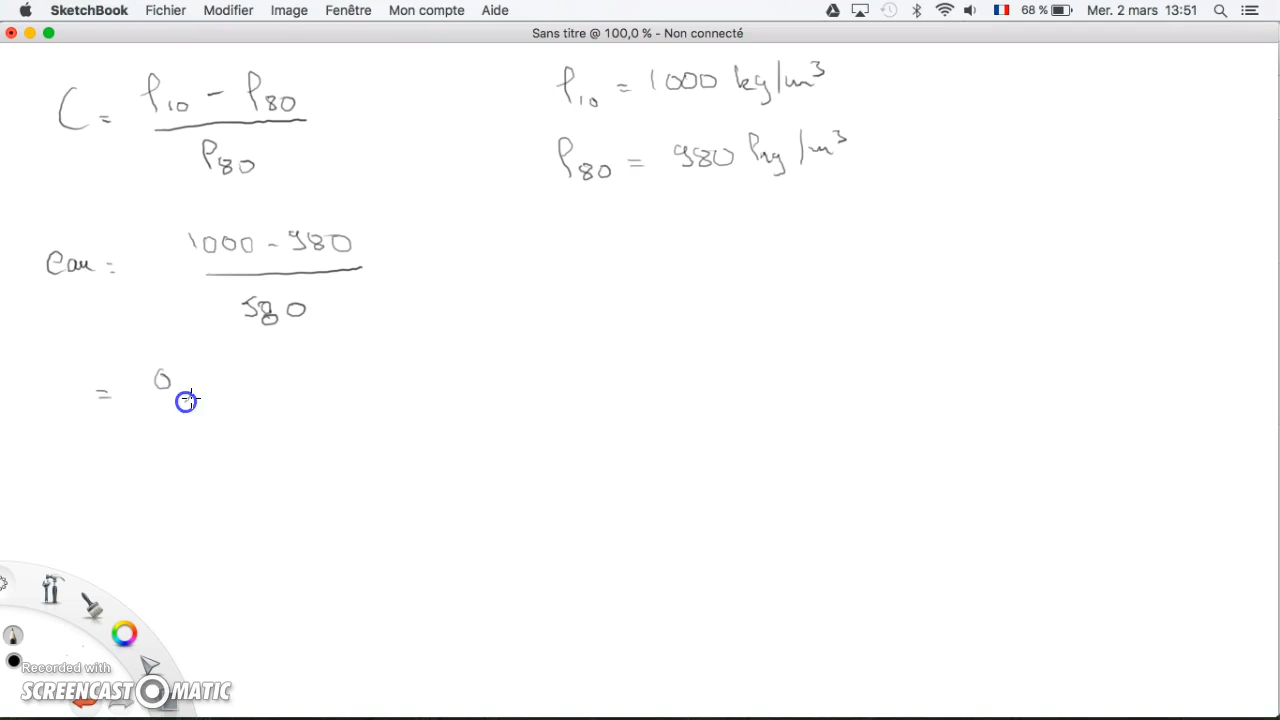 SketchBook Fichier Modifier Image Fenêtre Mon compte Aide 68 % Mer. 2 mars 13:51
Sans titre @ 100,0 % - Non connecté
C = ρ10 - ρ80
ρ80
ρ10 = 1000 kg/m³
ρ80 = 980 kg/m³
Eau = 1000 - 980
980
= 0
Recorded with
SCREENCAST MATIC